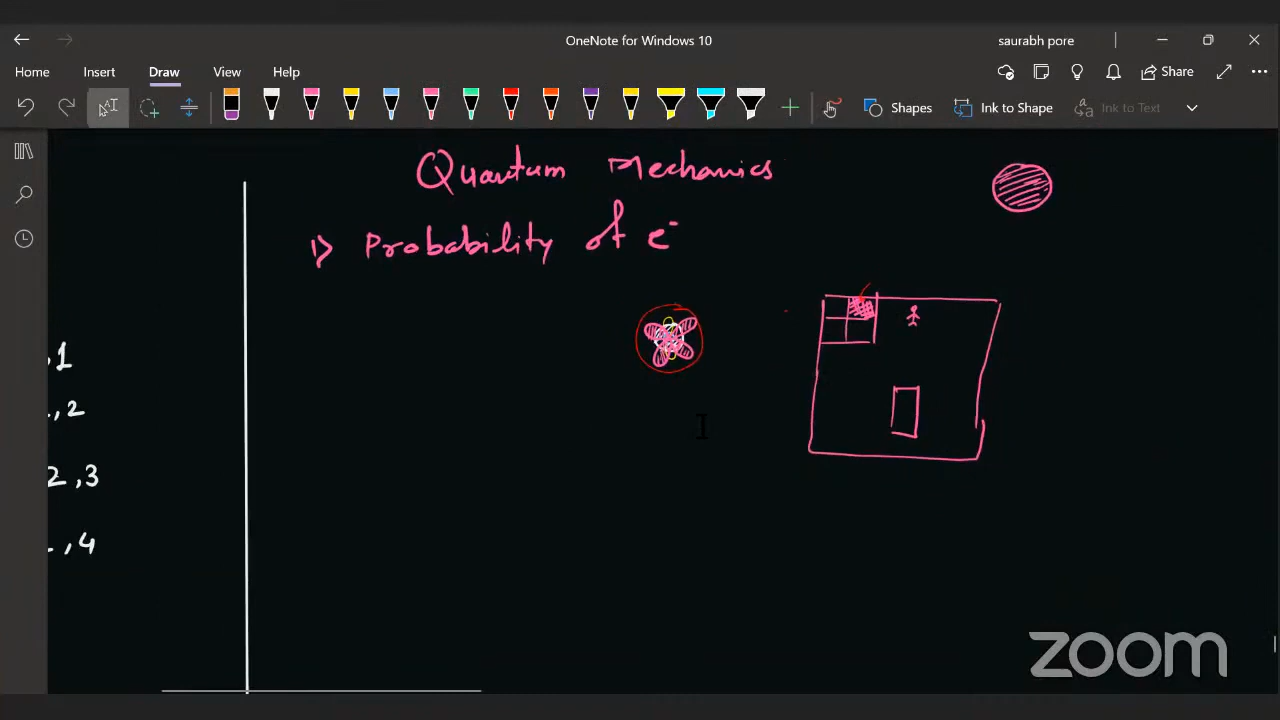 OneNote for Windows 10
saurabh pore
Home Insert Draw View Help
Share
Shapes
Ink to Shape
Ink to Text
Quantum Mechanics
1> Probability of e⁻
,1
,2
2,3
,4
zoom